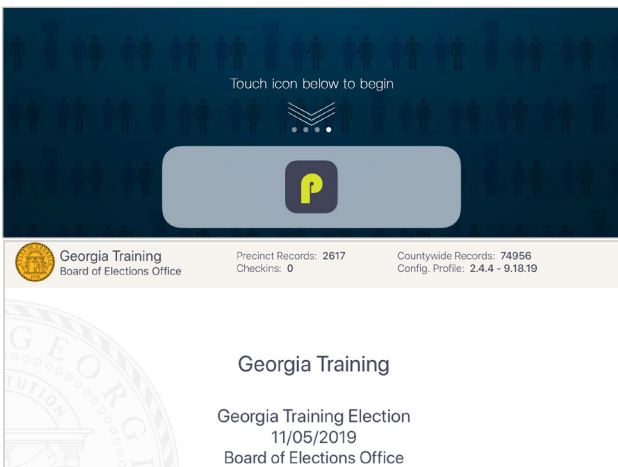 Touch icon below to begin
P
Georgia Training
Board of Elections Office
Precinct Records: 2617
Checkins: 0
Countywide Records: 74956
Config. Profile: 2.4.4 - 9.18.19
GEORG
TUTION
Georgia Training
Georgia Training Election
11/05/2019
Board of Elections Office